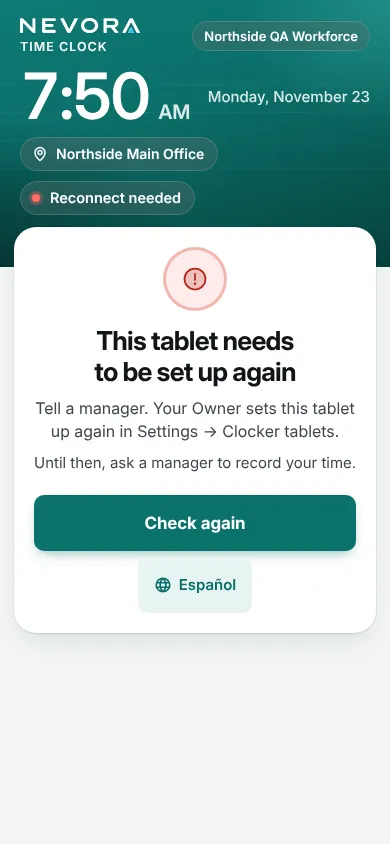 NEVORA
TIME CLOCK
Northside QA Workforce
7:50 AM
Monday, November 23
Northside Main Office
Reconnect needed
This tablet needs
to be set up again
Tell a manager. Your Owner sets this tablet
up again in Settings → Clocker tablets.
Until then, ask a manager to record your time.
Check again
Español